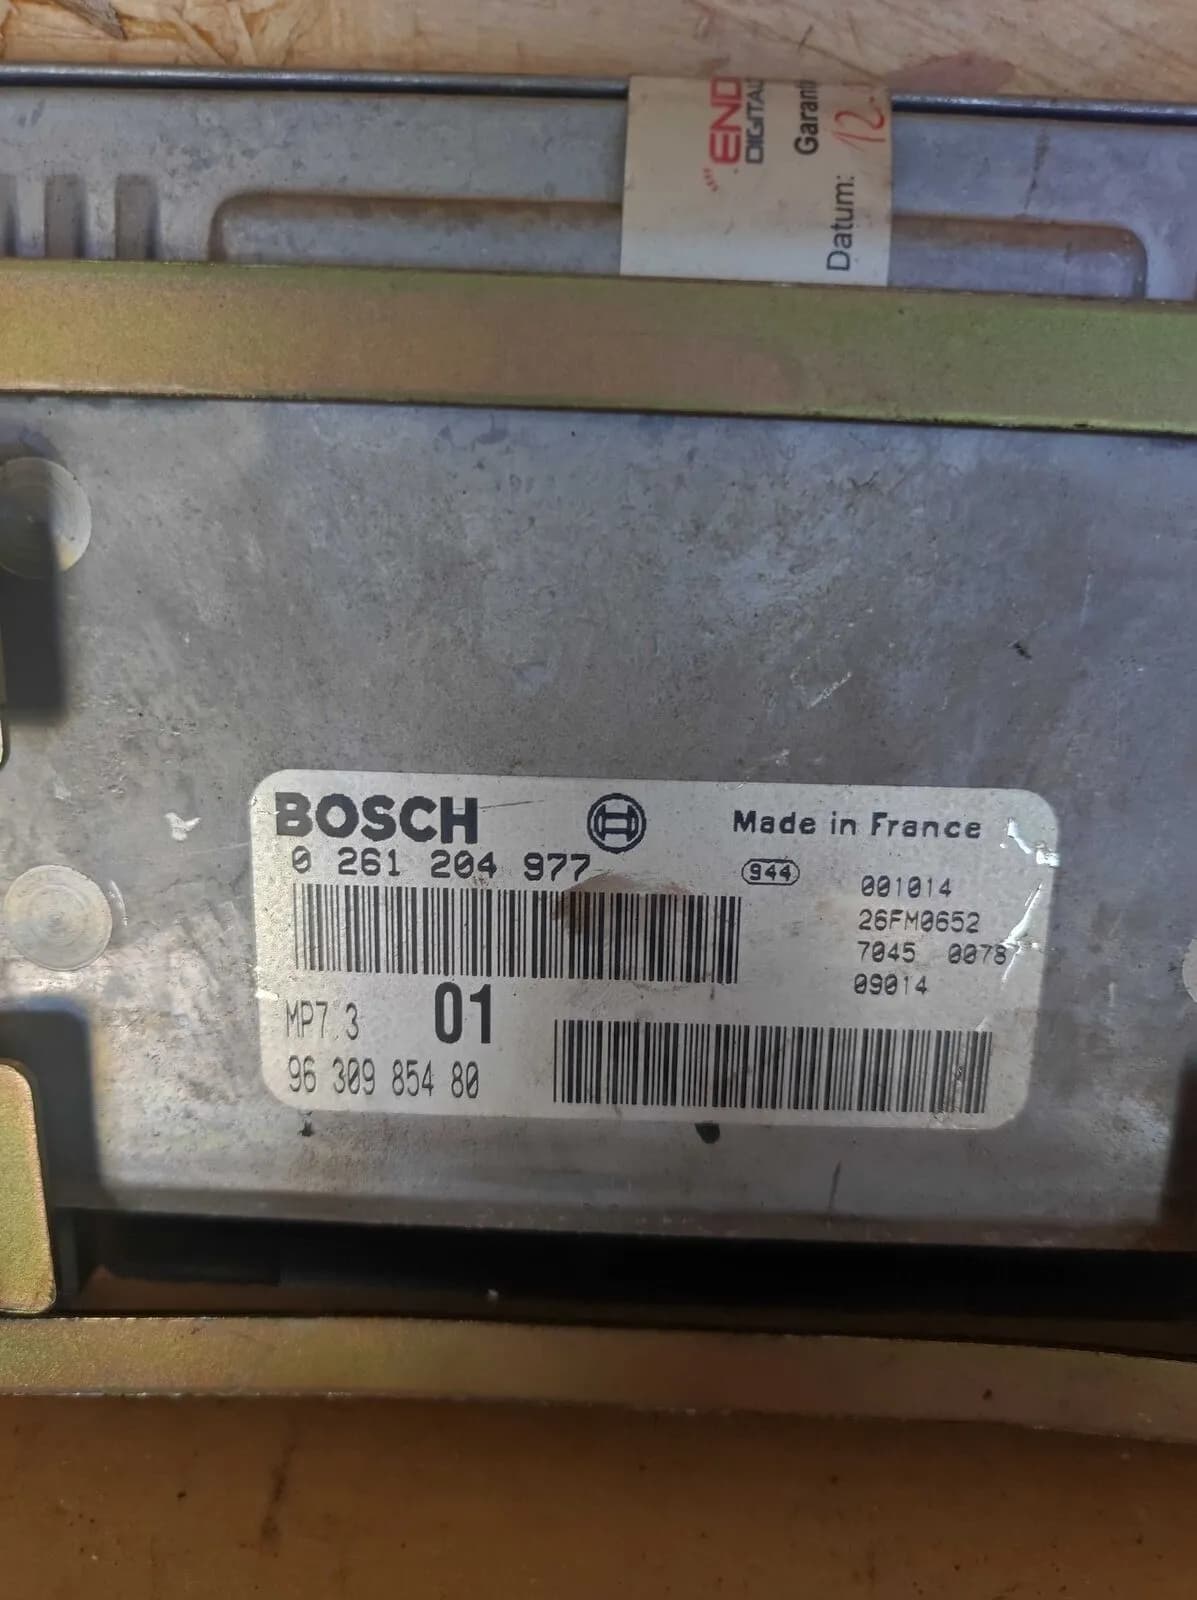 END
DIGITAL
Datum: 12.
BOSCH
Made in France
0 261 204 977
944
001014
26FM0652
7045 0078
09014
MP7.3 01
96 309 854 80